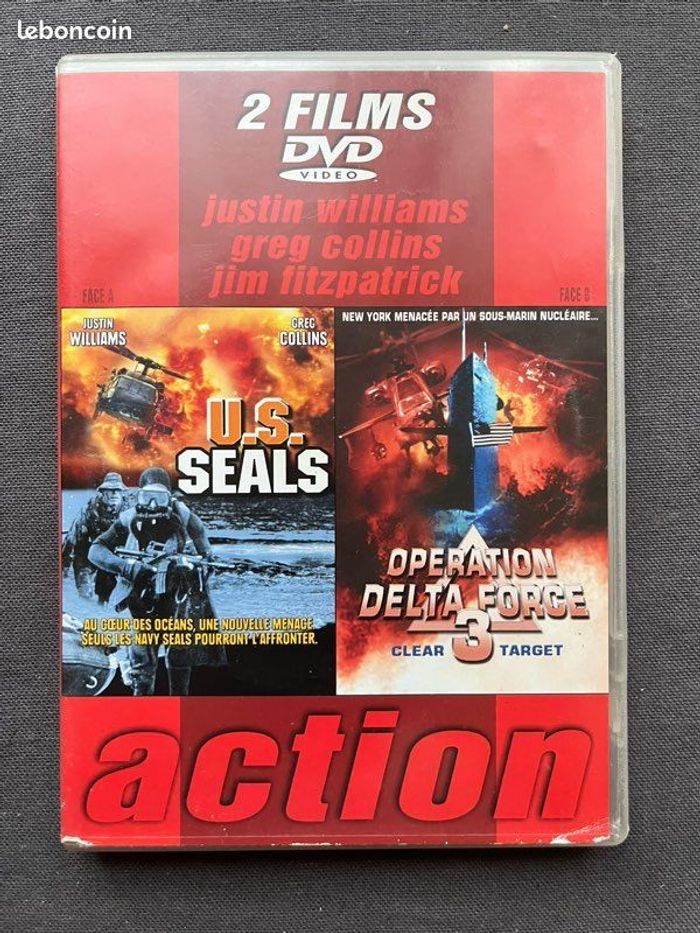 leboncoin
2 FILMS
DVD
VIDEO
justin williams
greg collins
jim fitzpatrick
FACE A
FACE B
JUSTIN
WILLIAMS
GREG
COLLINS
U.S.
SEALS
AU CŒUR DES OCÉANS, UNE NOUVELLE MENACE.
SEULS LES NAVY SEALS POURRONT L'AFFRONTER.
NEW YORK MENACÉE PAR UN SOUS-MARIN NUCLÉAIRE...
OPERATION
DELTA FORCE
3
CLEAR TARGET
action